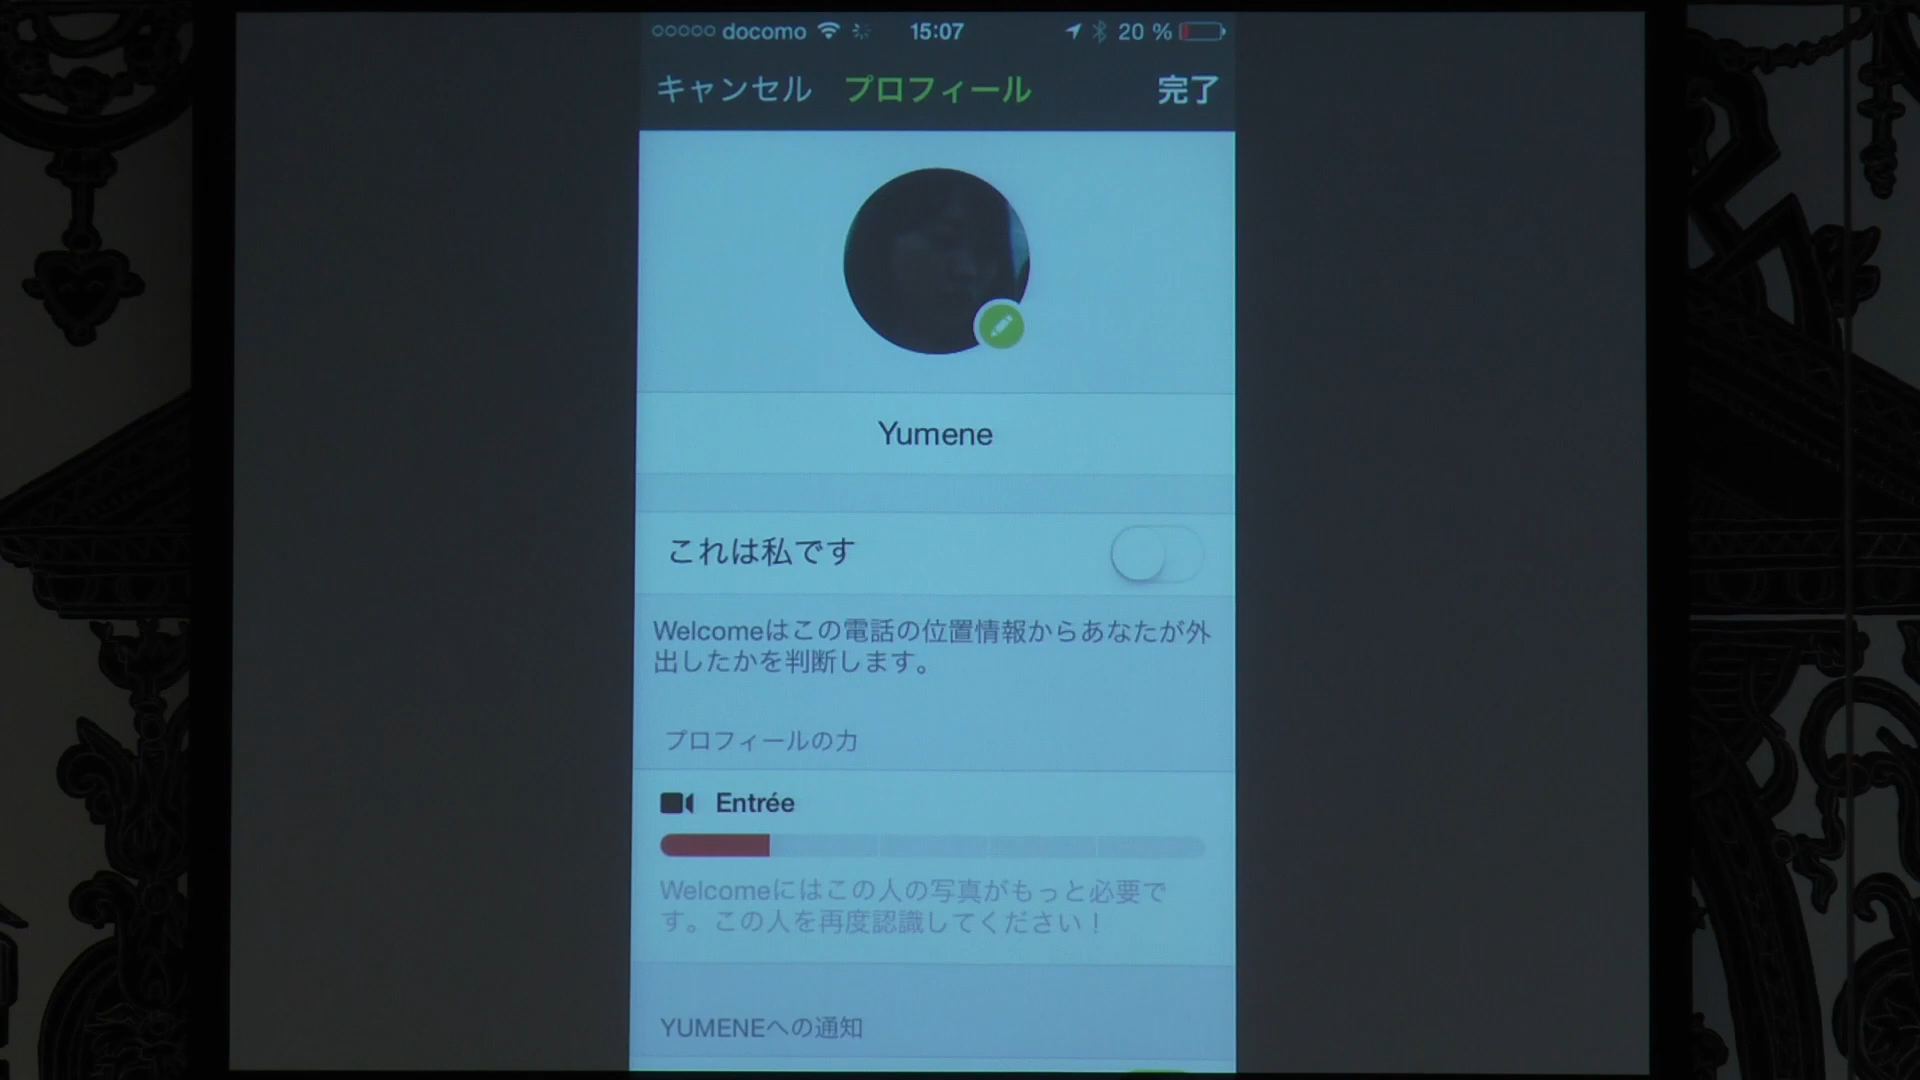 docomo 15:07 20 %
キャンセル プロフィール 完了
Yumene
これは私です
Welcomeはこの電話の位置情報からあなたが外
出したかを判断します。
プロフィールの力
Entrée
Welcomeにはこの人の写真がもっと必要で
す。この人を再度認識してください！
YUMENEへの通知